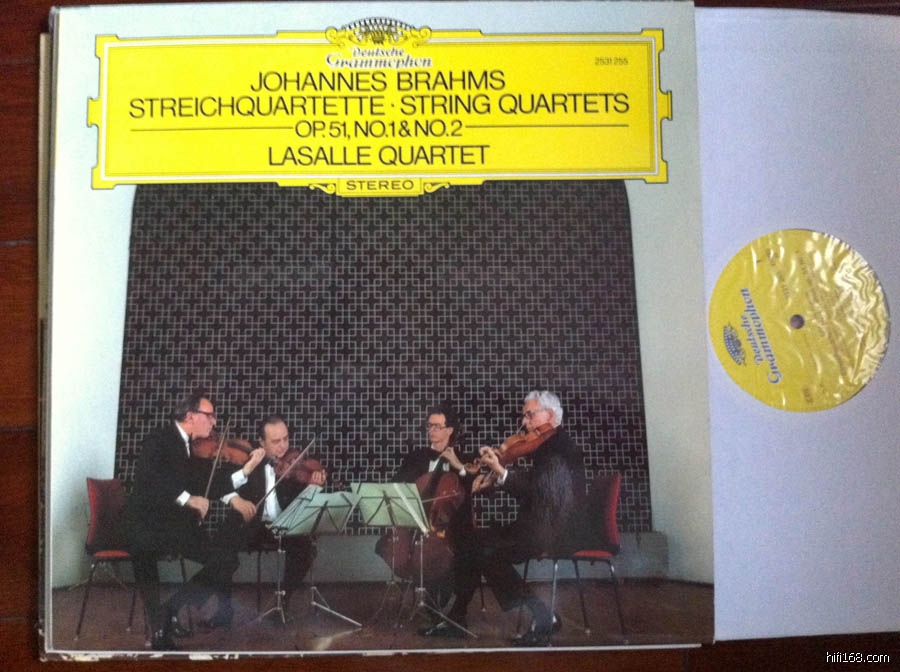 Deutsche
Grammophon
2531 255
JOHANNES BRAHMS
STREICHQUARTETTE · STRING QUARTETS
OP. 51, NO. 1 & NO. 2
LASALLE QUARTET
STEREO
Deutsche
Grammophon
hifi168.com